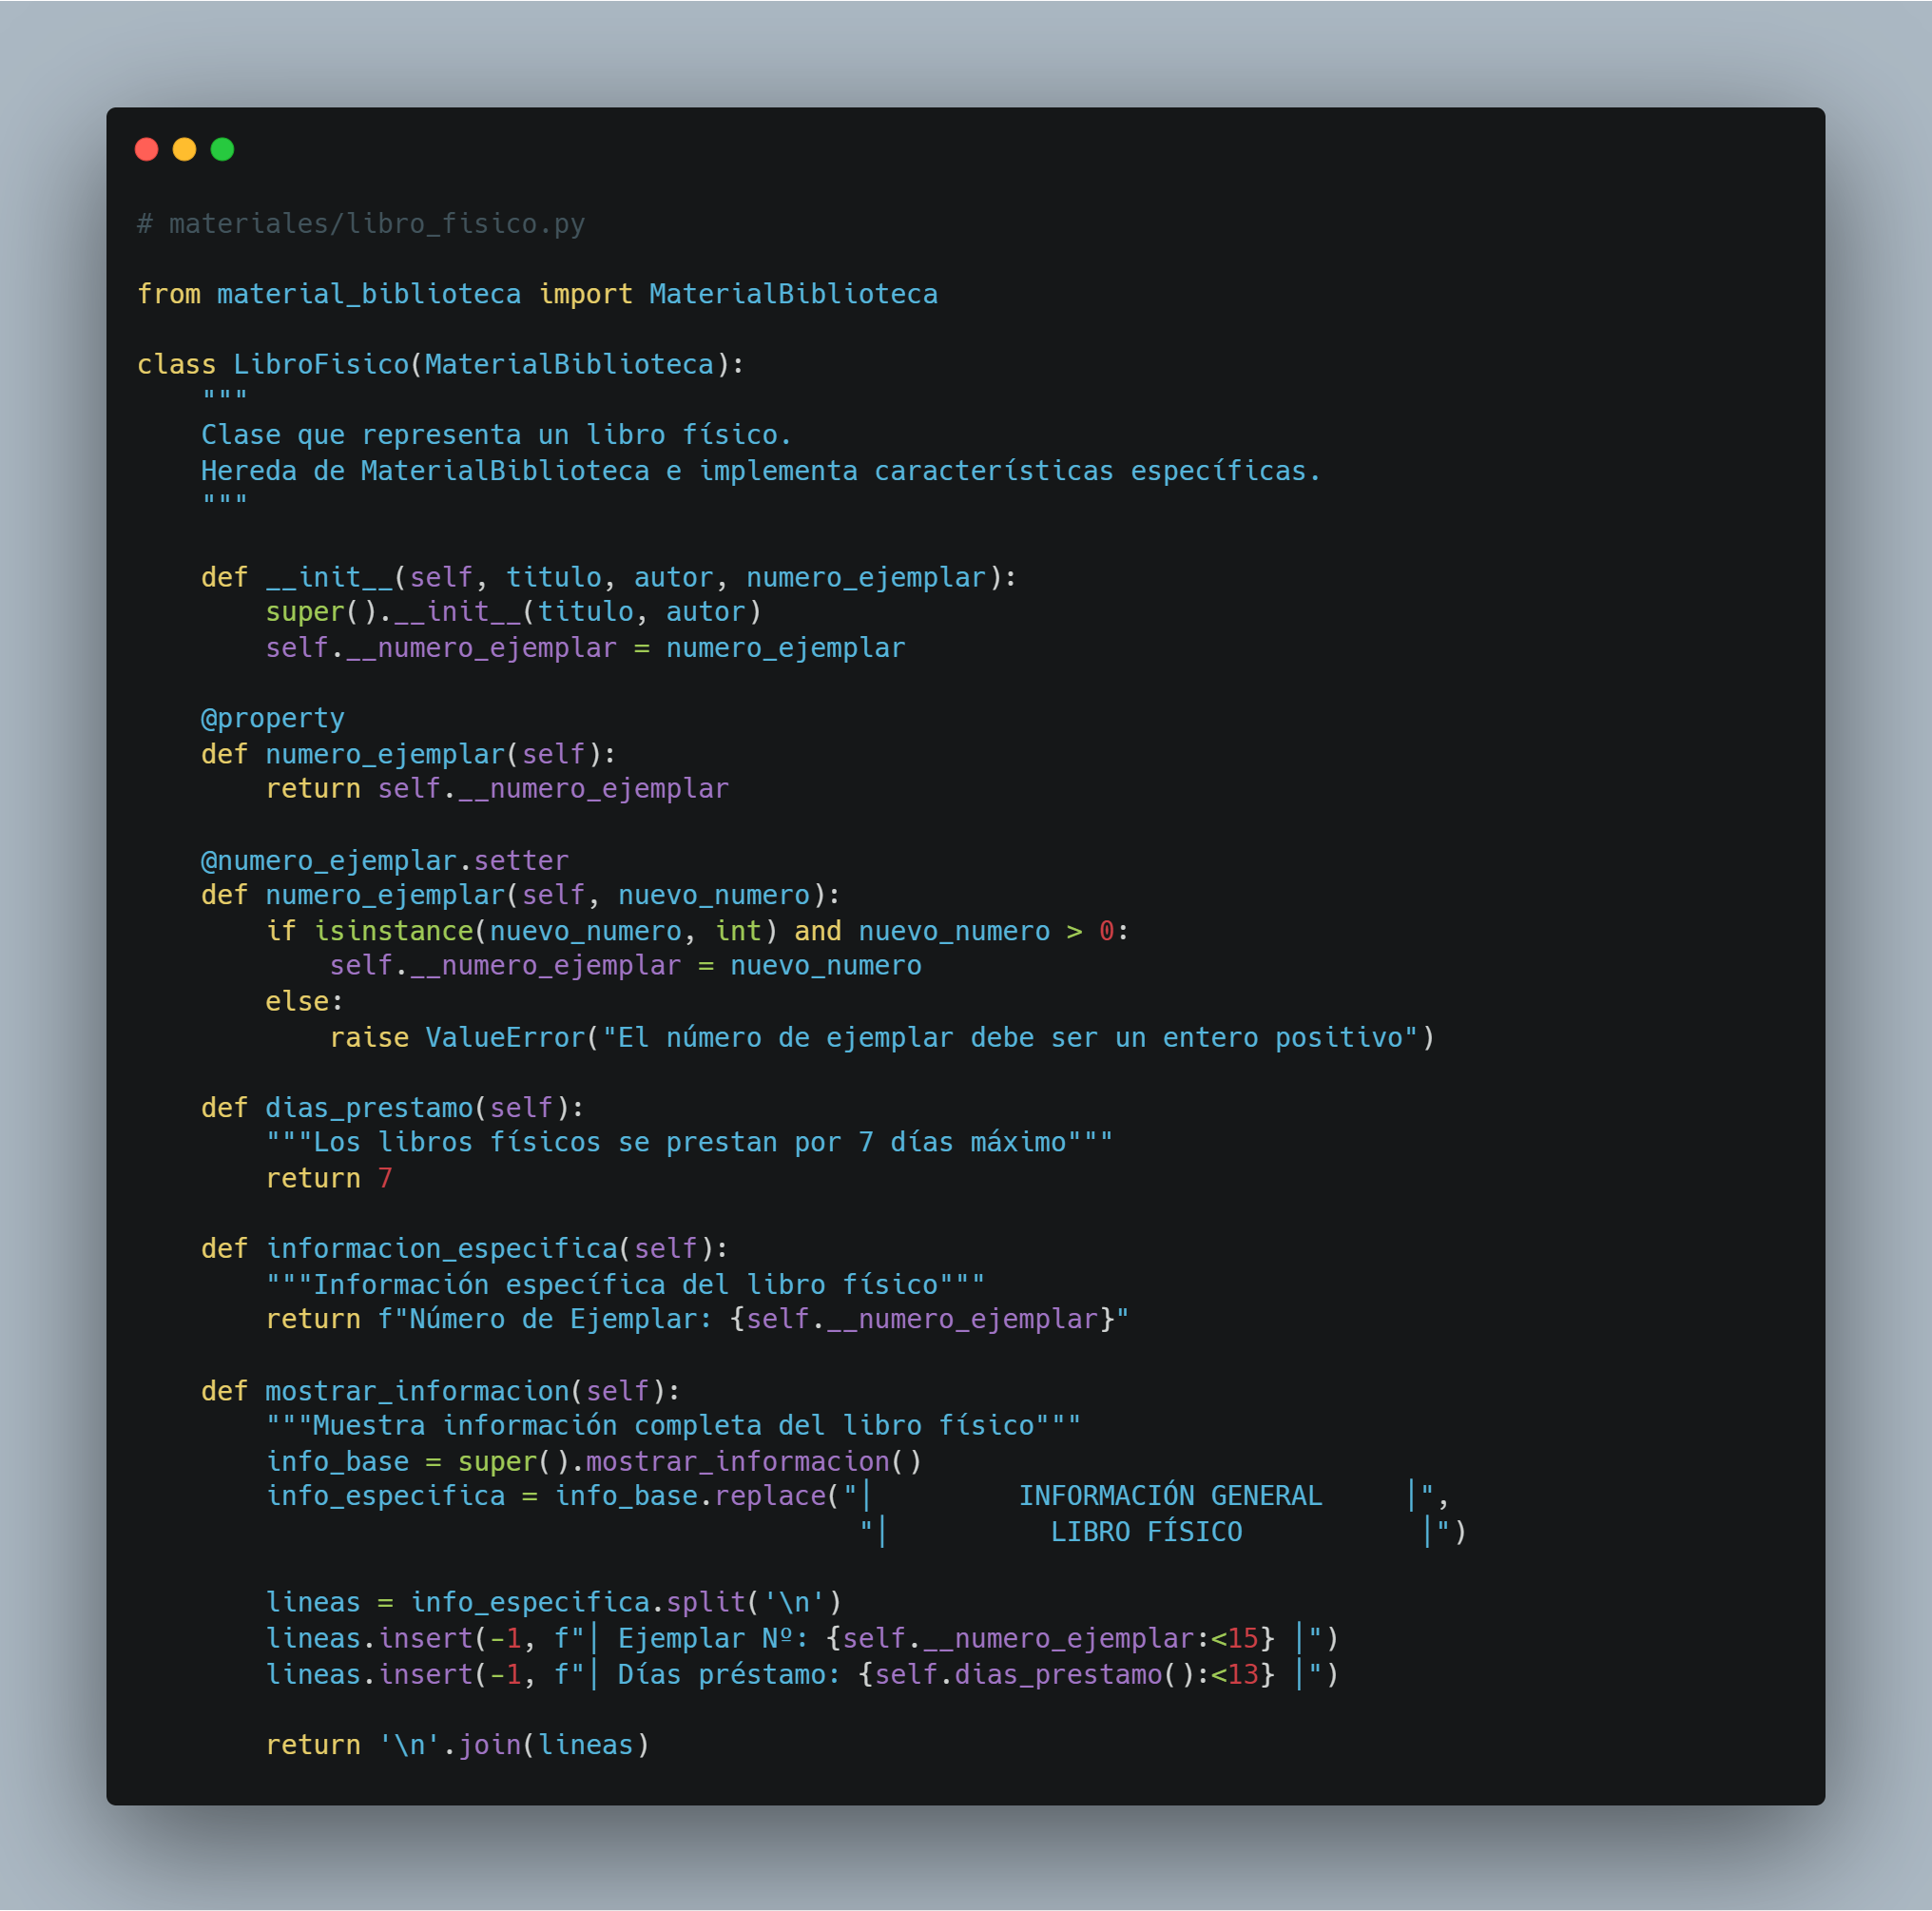 # materiales/libro_fisico.py

from material_biblioteca import MaterialBiblioteca

class LibroFisico(MaterialBiblioteca):
    """
    Clase que representa un libro físico.
    Hereda de MaterialBiblioteca e implementa características específicas.
    """

    def __init__(self, titulo, autor, numero_ejemplar):
        super().__init__(titulo, autor)
        self.__numero_ejemplar = numero_ejemplar

    @property
    def numero_ejemplar(self):
        return self.__numero_ejemplar

    @numero_ejemplar.setter
    def numero_ejemplar(self, nuevo_numero):
        if isinstance(nuevo_numero, int) and nuevo_numero > 0:
            self.__numero_ejemplar = nuevo_numero
        else:
            raise ValueError("El número de ejemplar debe ser un entero positivo")

    def dias_prestamo(self):
        """Los libros físicos se prestan por 7 días máximo"""
        return 7

    def informacion_especifica(self):
        """Información específica del libro físico"""
        return f"Número de Ejemplar: {self.__numero_ejemplar}"

    def mostrar_informacion(self):
        """Muestra información completa del libro físico"""
        info_base = super().mostrar_informacion()
        info_especifica = info_base.replace("│         INFORMACIÓN GENERAL     │",
                                             "│          LIBRO FÍSICO           │")

        lineas = info_especifica.split('\n')
        lineas.insert(-1, f"│ Ejemplar Nº: {self.__numero_ejemplar:<15} │")
        lineas.insert(-1, f"│ Días préstamo: {self.dias_prestamo():<13} │")

        return '\n'.join(lineas)